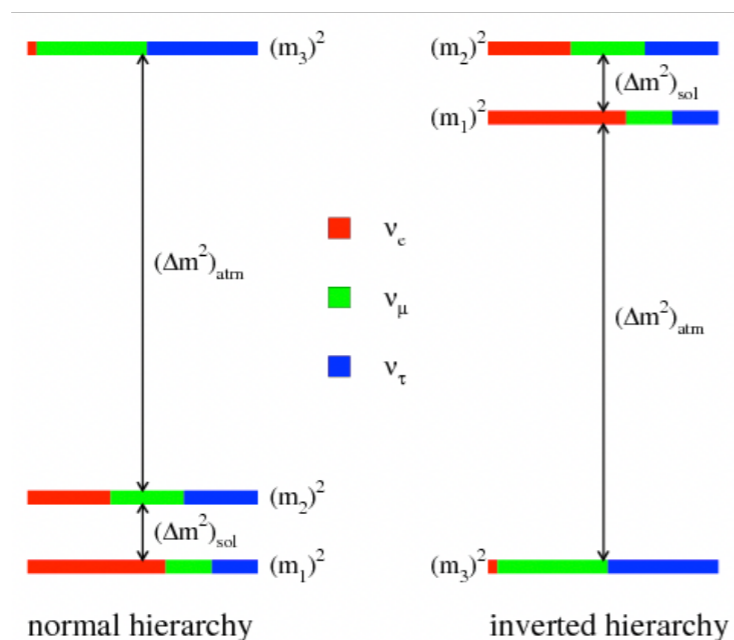 (m₃)²
(m₂)²
(Δm²)sol
(m₁)²
νe
(Δm²)atm
νμ
(Δm²)atm
ντ
(m₂)²
(Δm²)sol
(m₁)²
(m₃)²
normal hierarchy
inverted hierarchy